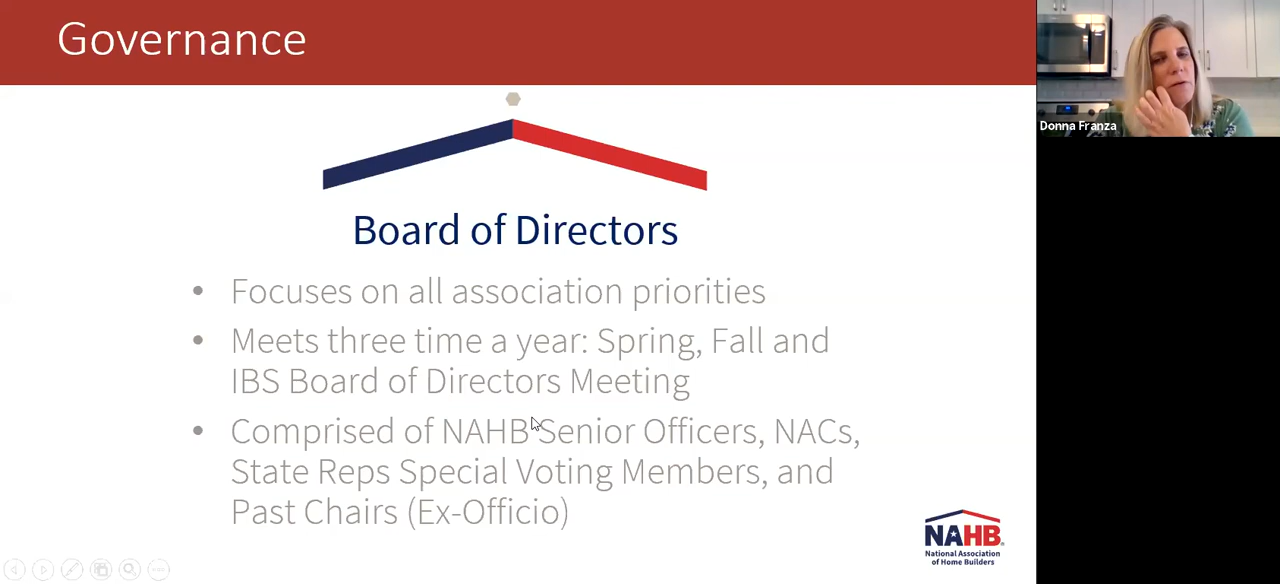 Governance
Donna Franza
Board of Directors
• Focuses on all association priorities
• Meets three time a year: Spring, Fall and
IBS Board of Directors Meeting
• Comprised of NAHB Senior Officers, NACs,
State Reps Special Voting Members, and
Past Chairs (Ex-Officio)
NAHB
National Association
of Home Builders